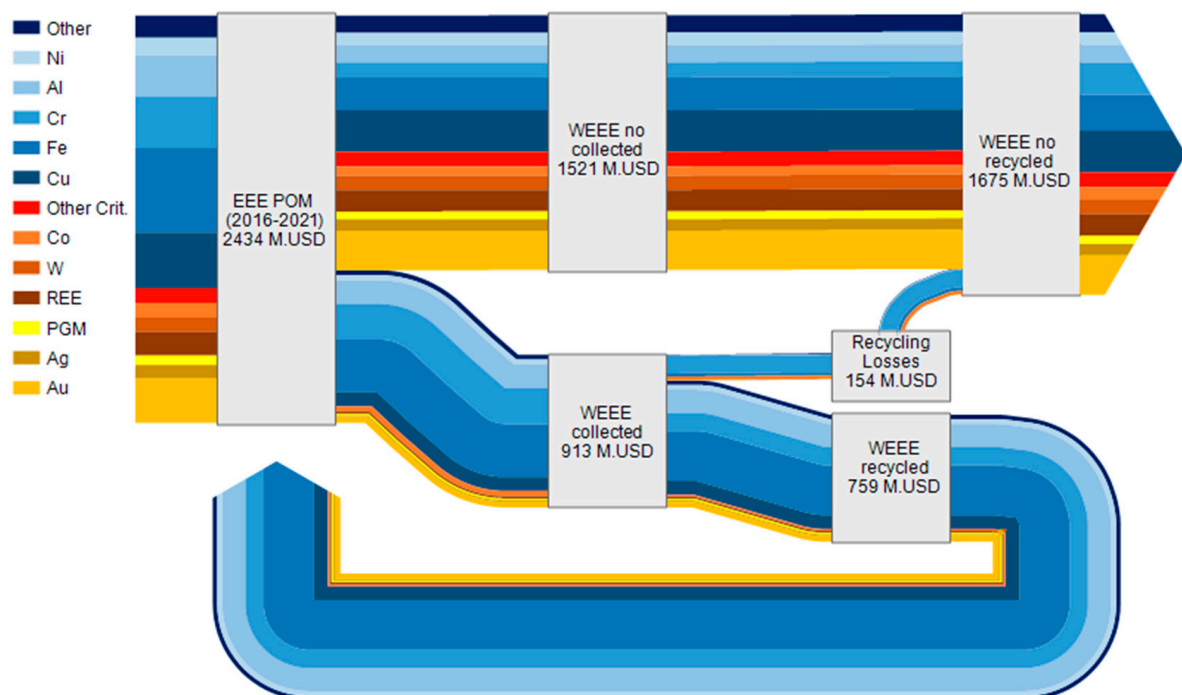 Other
Ni
Al
Cr
Fe
Cu
Other Crit.
Co
W
REE
PGM
Ag
Au
EEE POM
(2016-2021)
2434 M.USD
WEEE no
collected
1521 M.USD
WEEE no
recycled
1675 M.USD
Recycling
Losses
154 M.USD
WEEE
collected
913 M.USD
WEEE
recycled
759 M.USD